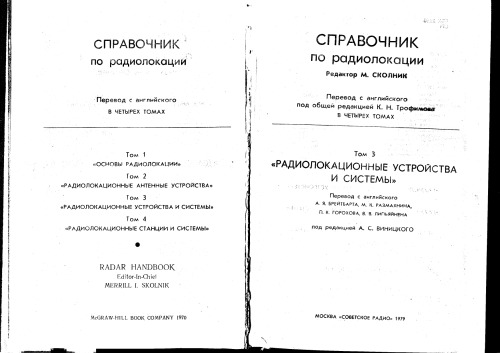 СПРАВОЧНИК
по радиолокации
Перевод с английского
В ЧЕТЫРЕХ ТОМАХ
Том 1
«ОСНОВЫ РАДИОЛОКАЦИИ»
Том 2
«РАДИОЛОКАЦИОННЫЕ АНТЕННЫЕ УСТРОЙСТВА»
Том 3
«РАДИОЛОКАЦИОННЫЕ УСТРОЙСТВА И СИСТЕМЫ»
Том 4
«РАДИОЛОКАЦИОННЫЕ СТАНЦИИ И СИСТЕМЫ»
RADAR HANDBOOK
Editor-in-Chief
MERRILL I. SKOLNIK
McGRAW-HILL BOOK COMPANY 1970
СПРАВОЧНИК
по радиолокации
Редактор М. СКОЛНИК
Перевод с английского
под общей редакцией К. Н. Трофимова
В ЧЕТЫРЕХ ТОМАХ
Том 3
«РАДИОЛОКАЦИОННЫЕ УСТРОЙСТВА
И СИСТЕМЫ»
Перевод с английского
А. Я. БРЕЙТБАРТА, М. К. РАЗМАХНИНА,
П. К. ГОРОХОВА,
под редакцией А. С. ВИНИЦКОГО
МОСКВА «СОВЕТСКОЕ РАДИО» 1979